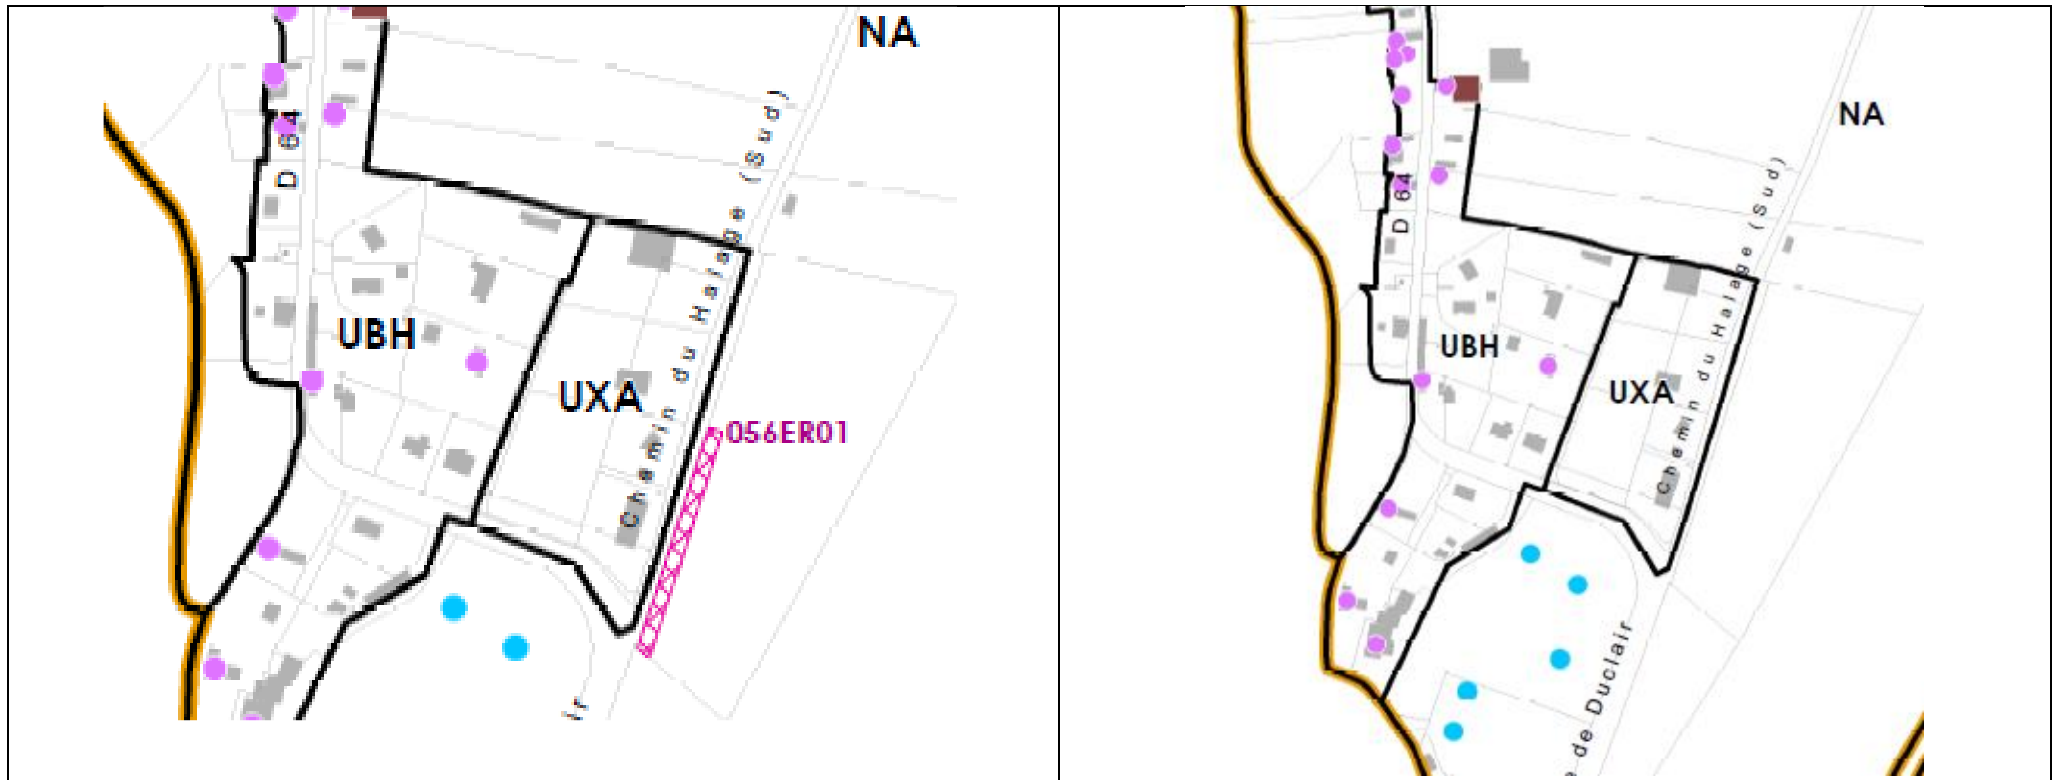 NA
D 64
Chemin du Halage (Sud)
UBH
UXA
056ER01
ir
NA
D 64
Chemin du Halage (Sud)
UBH
UXA
e de Duclair